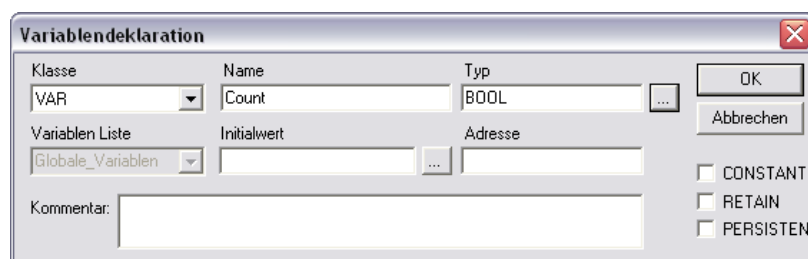 Variablendeklaration
Klasse Name Typ
VAR Count BOOL ... OK
Variablen Liste Initialwert Adresse Abbrechen
Globale_Variablen ...
CONSTANT
Kommentar: RETAIN
PERSISTEN